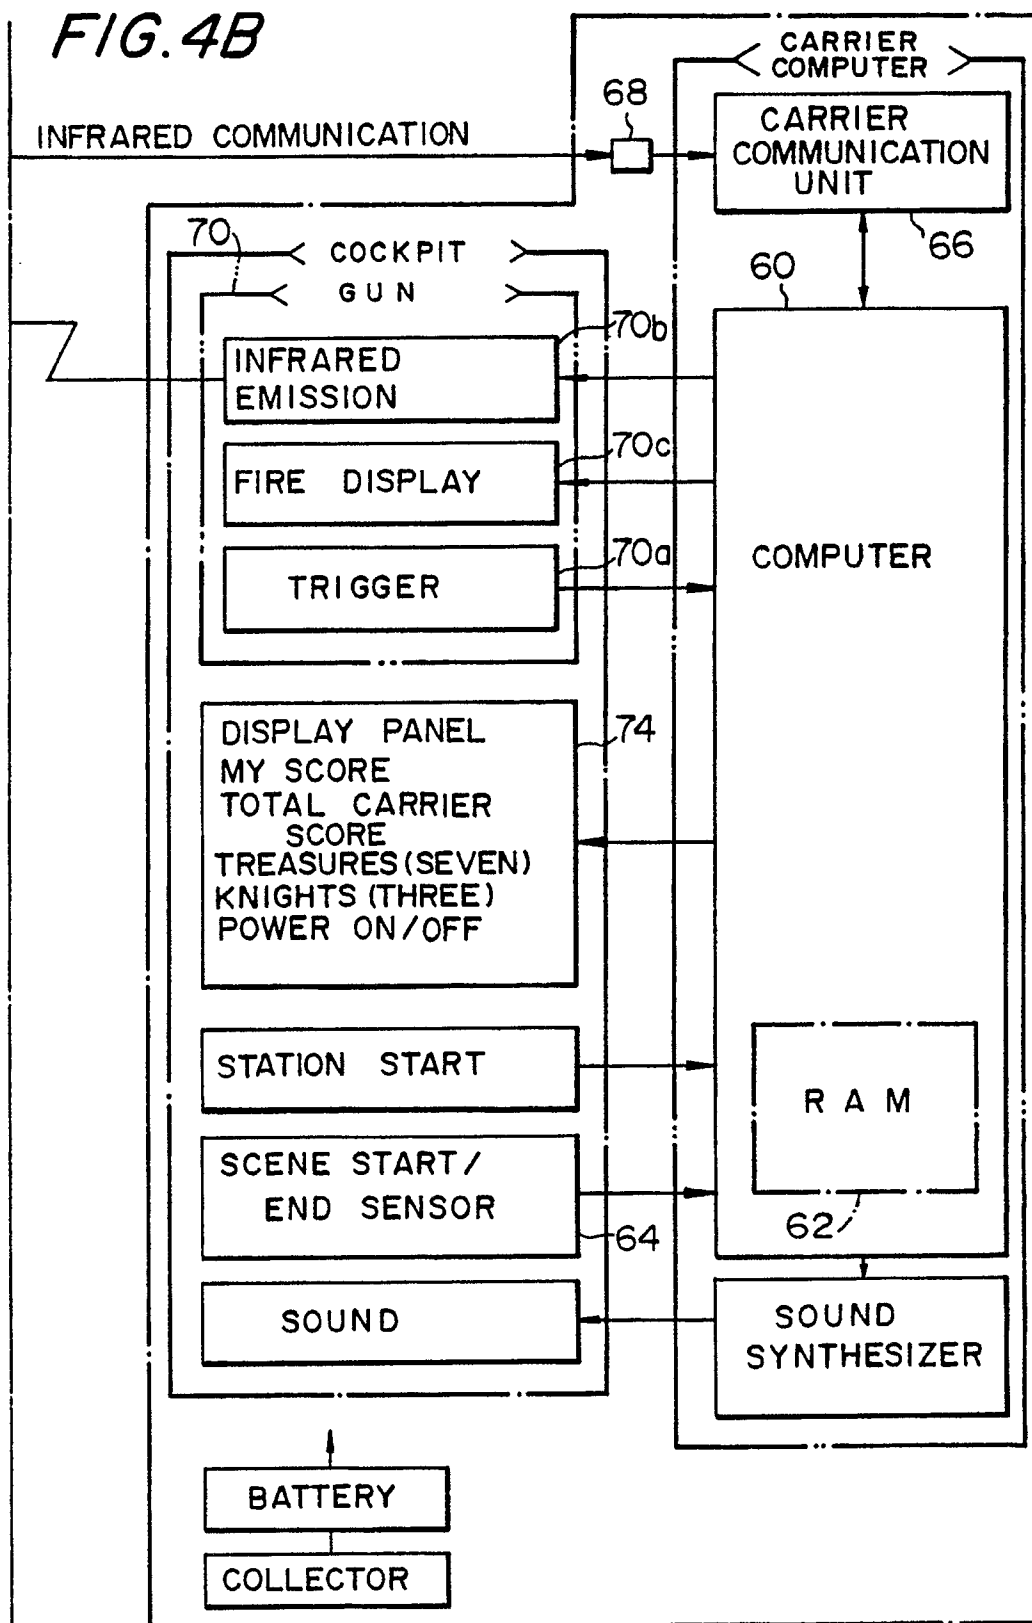 FIG. 4B
CARRIER
COMPUTER
68
INFRARED COMMUNICATION
CARRIER
COMMUNICATION
UNIT
66
70
COCKPIT
GUN
60
70b
INFRARED
EMISSION
70c
FIRE DISPLAY
COMPUTER
70a
TRIGGER
DISPLAY PANEL
74
MY SCORE
TOTAL CARRIER
SCORE
TREASURES (SEVEN)
KNIGHTS (THREE)
POWER ON/OFF
STATION START
RAM
SCENE START/
END SENSOR
62
64
SOUND
SOUND
SYNTHESIZER
BATTERY
COLLECTOR